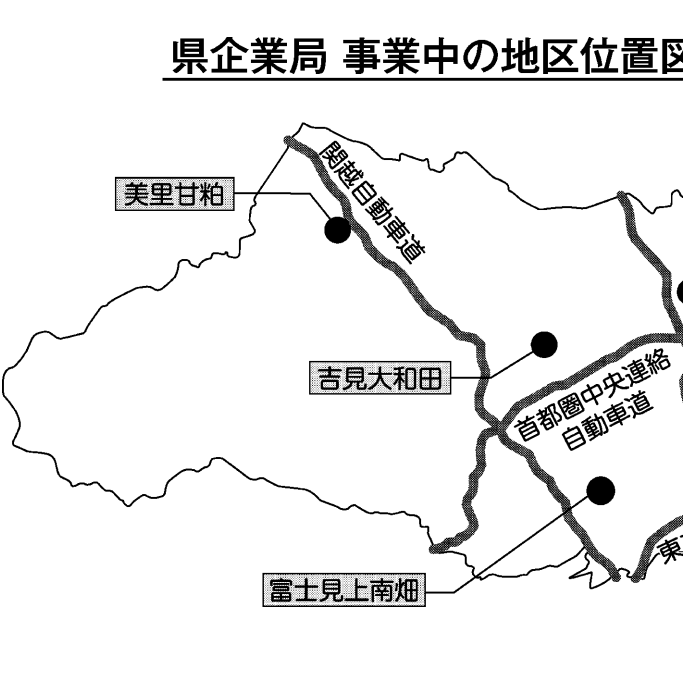 県企業局 事業中の地区位置図
関越自動車道
美里甘粕
吉見大和田
首都圏中央連絡
自動車道
富士見上南畑
東